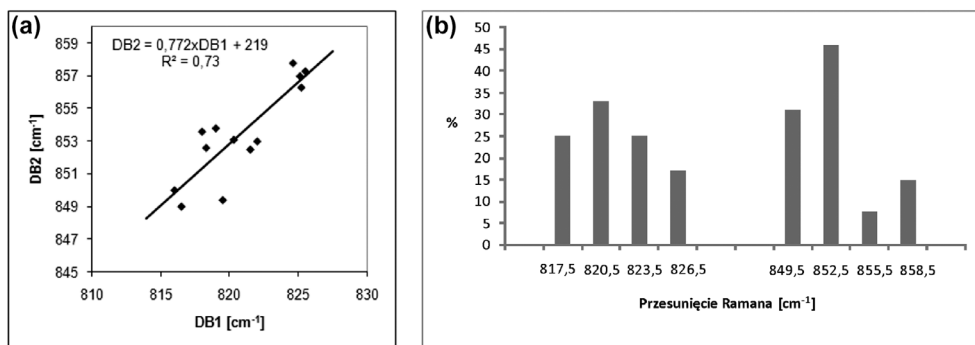 (a)
DB2 = 0,772xDB1 + 219
R² = 0,73
859
857
855
853
851
849
847
845
DB2 [cm⁻¹]
810 815 820 825 830
DB1 [cm⁻¹]
(b)
50
45
40
35
30
25
20
15
10
5
0
%
817,5 820,5 823,5 826,5 849,5 852,5 855,5 858,5
Przesunięcie Ramana [cm⁻¹]